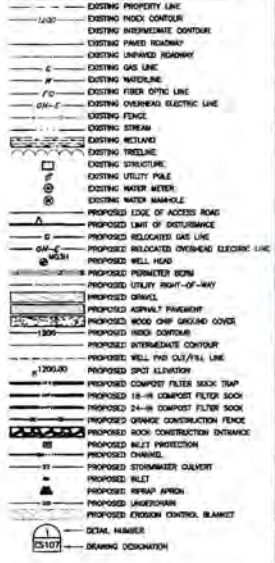 EXISTING PROPERTY LINE
1200 EXISTING INDEX CONTOUR
EXISTING INTERMEDIATE CONTOUR
EXISTING PAVED ROADWAY
EXISTING UNPAVED ROADWAY
G EXISTING GAS LINE
W EXISTING WATERLINE
FO EXISTING FIBER OPTIC LINE
OH-E EXISTING OVERHEAD ELECTRIC LINE
EXISTING FENCE
EXISTING STREAM
EXISTING WETLAND
EXISTING TREELINE
EXISTING STRUCTURE
EXISTING UTILITY POLE
EXISTING WATER METER
EXISTING WATER MANHOLE
PROPOSED EDGE OF ACCESS ROAD
PROPOSED LIMIT OF DISTURBANCE
G PROPOSED RELOCATED GAS LINE
OH-E PROPOSED RELOCATED OVERHEAD ELECTRIC LINE
PROPOSED WELL HEAD
PROPOSED PERIMETER BERM
PROPOSED UTILITY RIGHT-OF-WAY
PROPOSED GRAVEL
PROPOSED ASPHALT PAVEMENT
PROPOSED WOOD CHIP GROUND COVER
1200 PROPOSED INDEX CONTOUR
PROPOSED INTERMEDIATE CONTOUR
PROPOSED WELL PAD CUT/FILL LINE
1200.00 PROPOSED SPOT ELEVATION
PROPOSED COMPOST FILTER SOCK TRAP
PROPOSED 18-IN COMPOST FILTER SOCK
PROPOSED 24-IN COMPOST FILTER SOCK
PROPOSED ORANGE CONSTRUCTION FENCE
PROPOSED ROCK CONSTRUCTION ENTRANCE
PROPOSED INLET PROTECTION
PROPOSED CHANNEL
PROPOSED STORMWATER CULVERT
PROPOSED INLET
PROPOSED RIPRAP APRON
PROPOSED UNDERDRAIN
PROPOSED EROSION CONTROL BLANKET
1 DETAIL NUMBER
CS107 DRAWING DESIGNATION